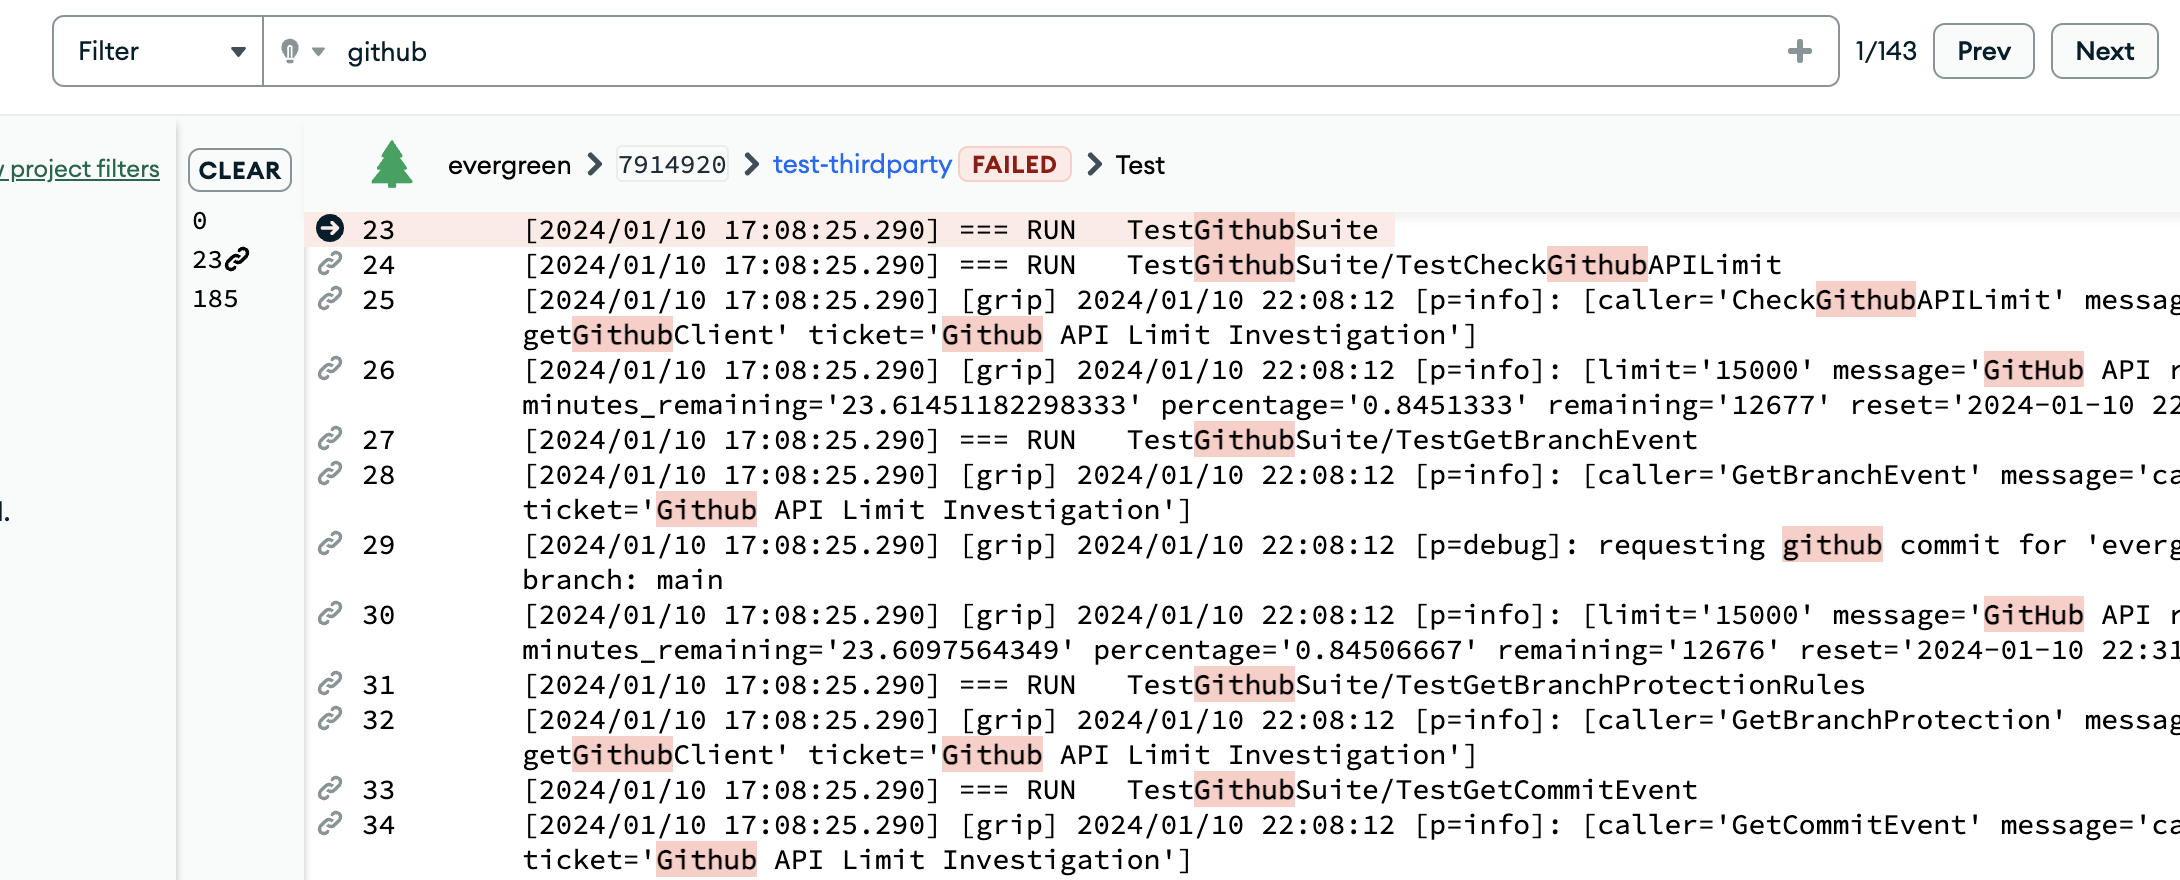 Filter github 1/143 Prev Next
project filters CLEAR evergreen 7914920 test-thirdparty FAILED Test
0
23
185
23 [2024/01/10 17:08:25.290] === RUN   TestGithubSuite
24 [2024/01/10 17:08:25.290] === RUN   TestGithubSuite/TestCheckGithubAPILimit
25 [2024/01/10 17:08:25.290] [grip] 2024/01/10 22:08:12 [p=info]: [caller='CheckGithubAPILimit' messag
getGithubClient' ticket='Github API Limit Investigation']
26 [2024/01/10 17:08:25.290] [grip] 2024/01/10 22:08:12 [p=info]: [limit='15000' message='GitHub API r
minutes_remaining='23.61451182298333' percentage='0.8451333' remaining='12677' reset='2024-01-10 22
27 [2024/01/10 17:08:25.290] === RUN   TestGithubSuite/TestGetBranchEvent
28 [2024/01/10 17:08:25.290] [grip] 2024/01/10 22:08:12 [p=info]: [caller='GetBranchEvent' message='ca
ticket='Github API Limit Investigation']
29 [2024/01/10 17:08:25.290] [grip] 2024/01/10 22:08:12 [p=debug]: requesting github commit for 'everg
branch: main
30 [2024/01/10 17:08:25.290] [grip] 2024/01/10 22:08:12 [p=info]: [limit='15000' message='GitHub API r
minutes_remaining='23.6097564349' percentage='0.84506667' remaining='12676' reset='2024-01-10 22:31
31 [2024/01/10 17:08:25.290] === RUN   TestGithubSuite/TestGetBranchProtectionRules
32 [2024/01/10 17:08:25.290] [grip] 2024/01/10 22:08:12 [p=info]: [caller='GetBranchProtection' messag
getGithubClient' ticket='Github API Limit Investigation']
33 [2024/01/10 17:08:25.290] === RUN   TestGithubSuite/TestGetCommitEvent
34 [2024/01/10 17:08:25.290] [grip] 2024/01/10 22:08:12 [p=info]: [caller='GetCommitEvent' message='ca
ticket='Github API Limit Investigation']